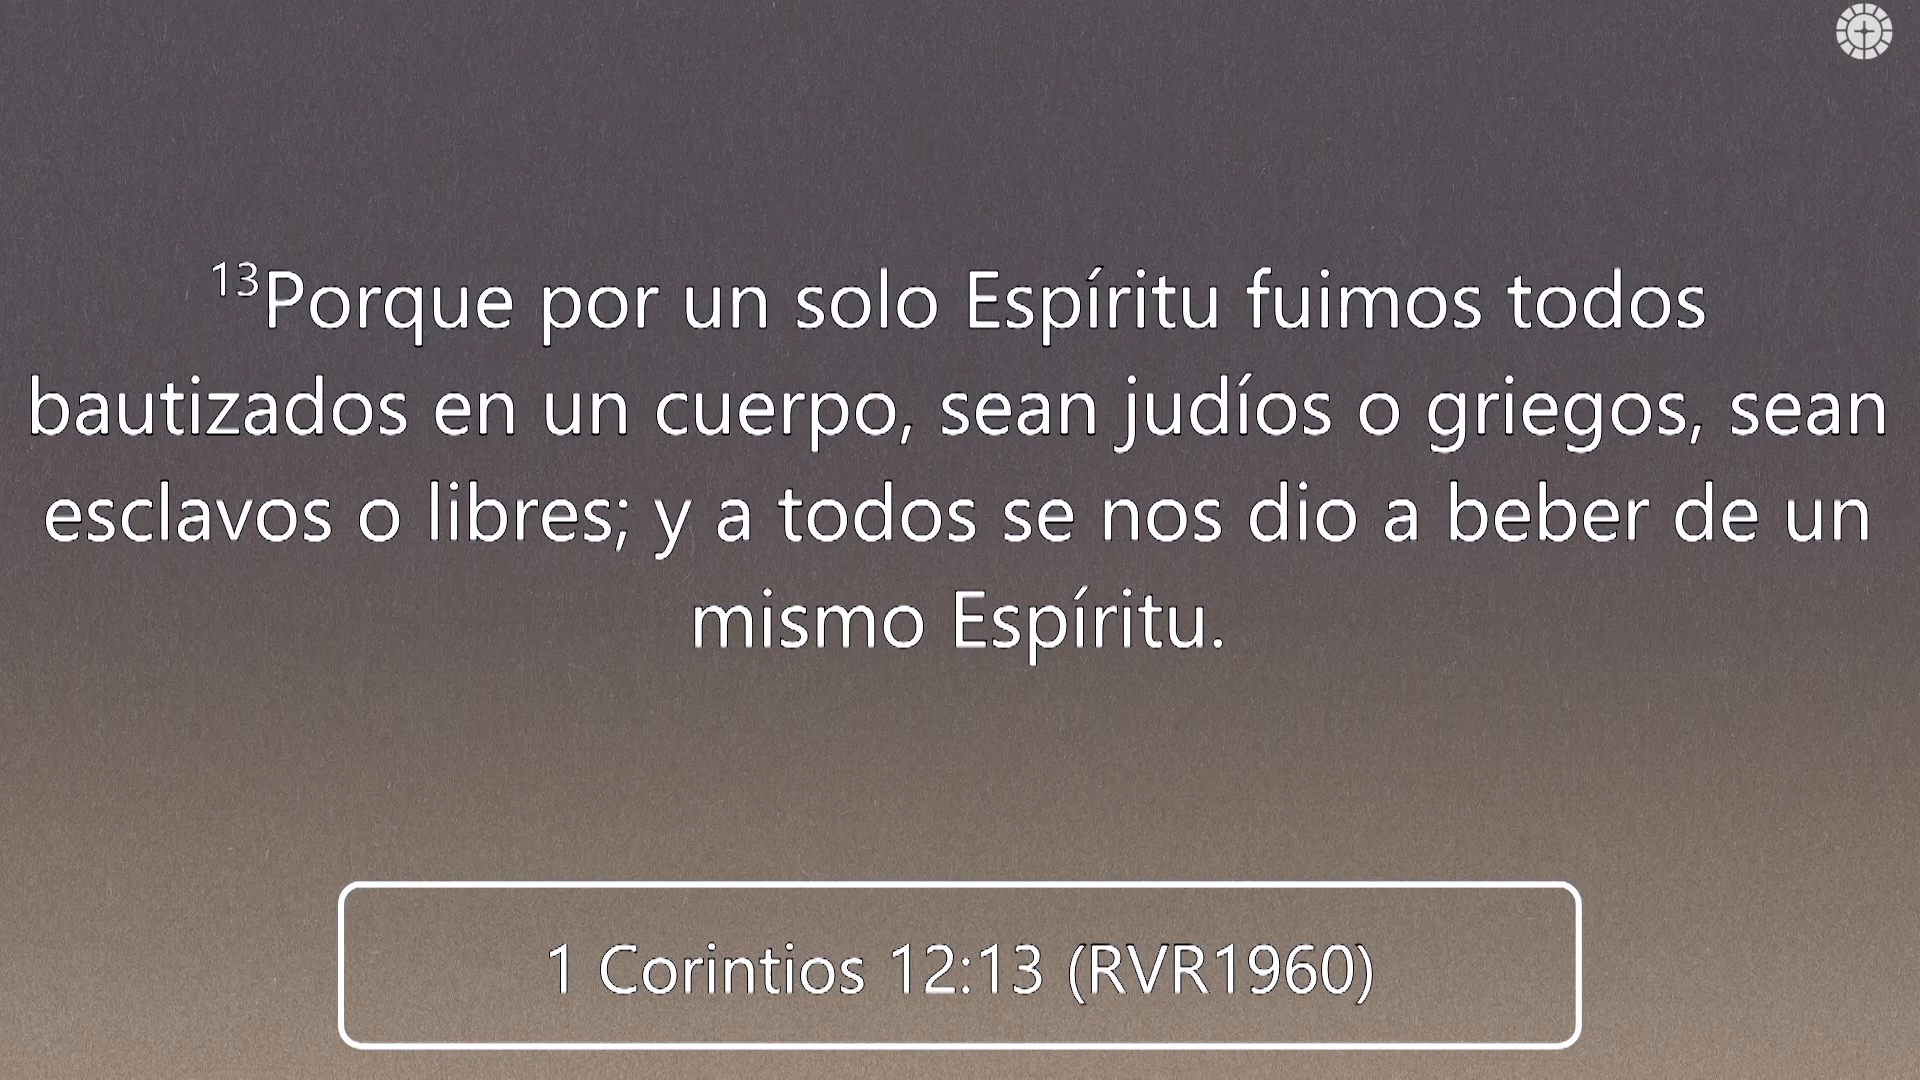 ¹³Porque por un solo Espíritu fuimos todos
bautizados en un cuerpo, sean judíos o griegos, sean
esclavos o libres; y a todos se nos dio a beber de un
mismo Espíritu.
1 Corintios 12:13 (RVR1960)